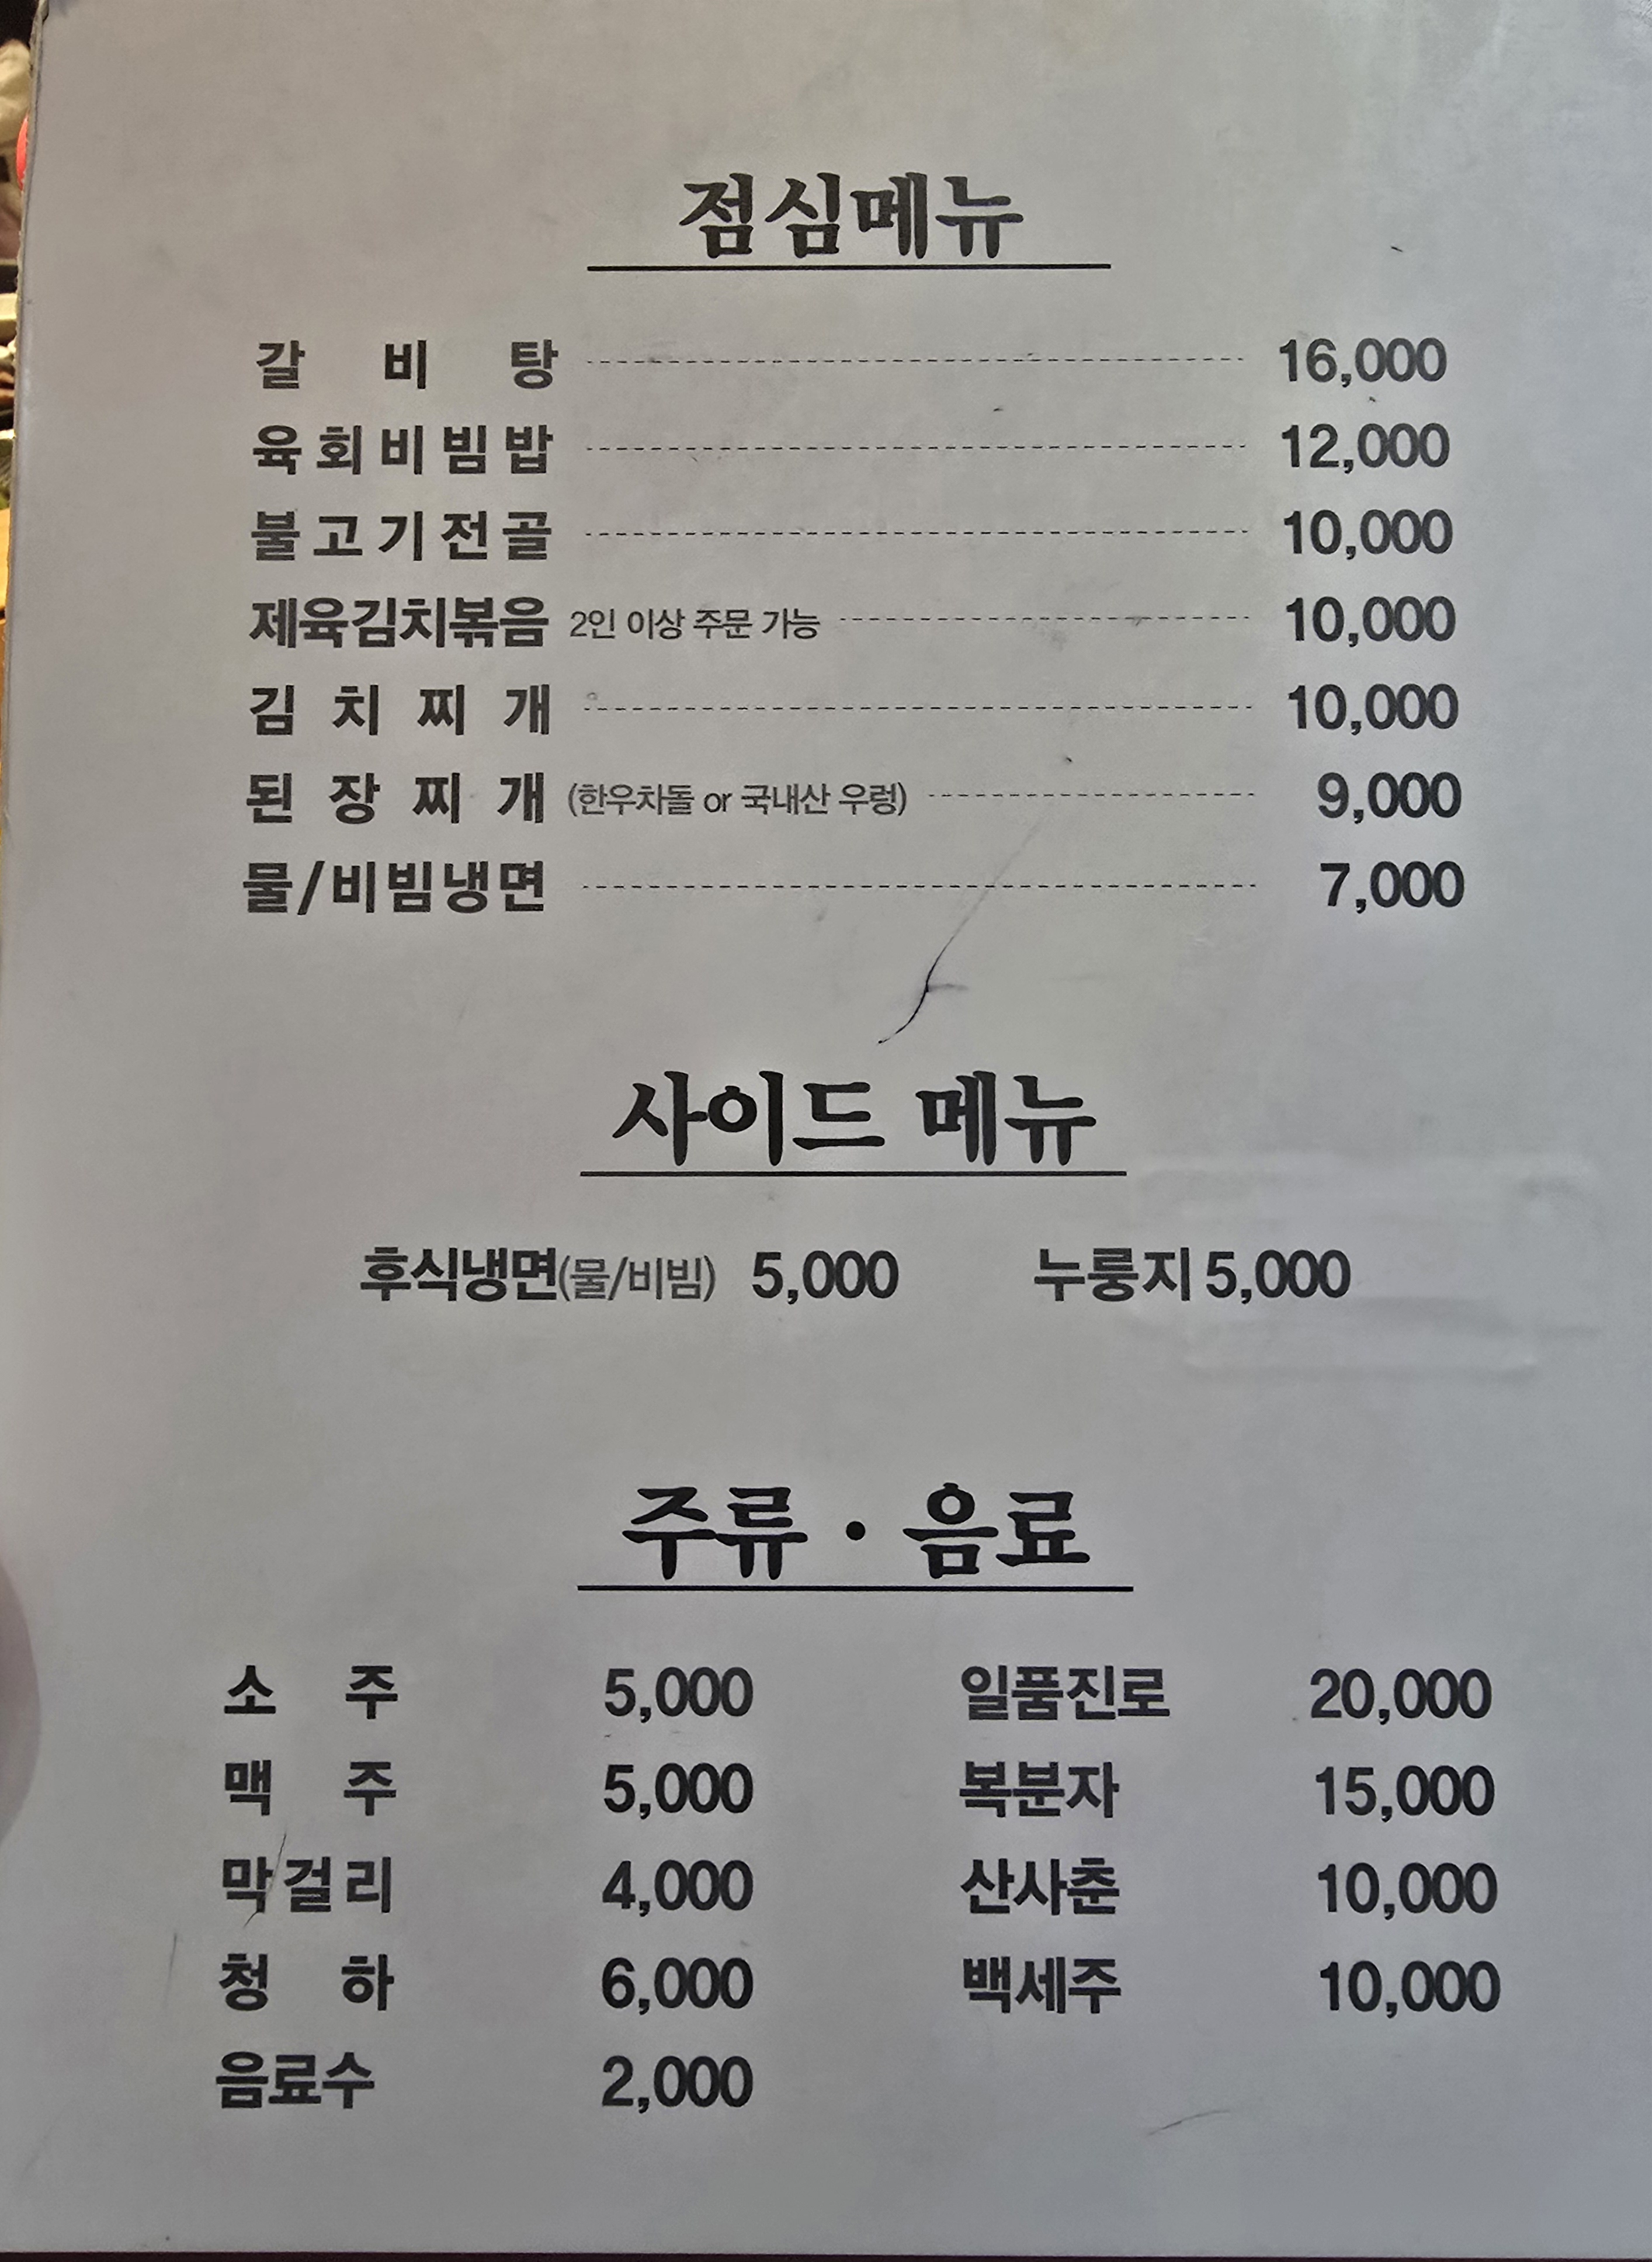 점심메뉴
갈비탕 16,000
육회비빔밥 12,000
불고기전골 10,000
제육김치볶음 2인 이상 주문 가능 10,000
김치찌개 10,000
된장찌개 (한우차돌 or 국내산 우렁) 9,000
물/비빔냉면 7,000
사이드 메뉴
후식냉면(물/비빔) 5,000 누룽지 5,000
주류 · 음료
소주 5,000 일품진로 20,000
맥주 5,000 복분자 15,000
막걸리 4,000 산사춘 10,000
청하 6,000 백세주 10,000
음료수 2,000